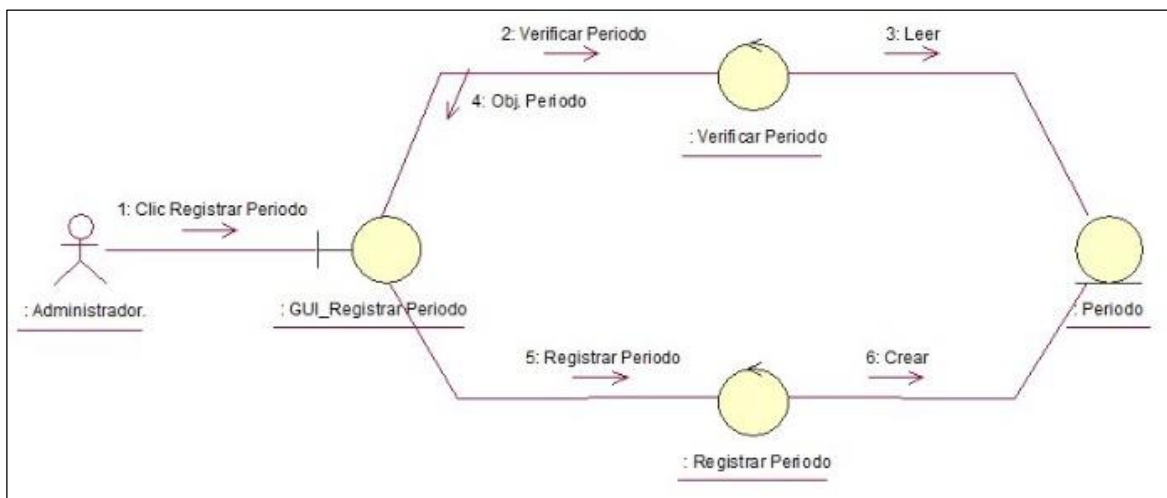 2: Verificar Periodo
3: Leer
4: Obj. Periodo
: Verificar Periodo
1: Clic Registrar Periodo
: Administrador.
: GUI_Registrar Periodo
: Periodo
5: Registrar Periodo
6: Crear
: Registrar Periodo